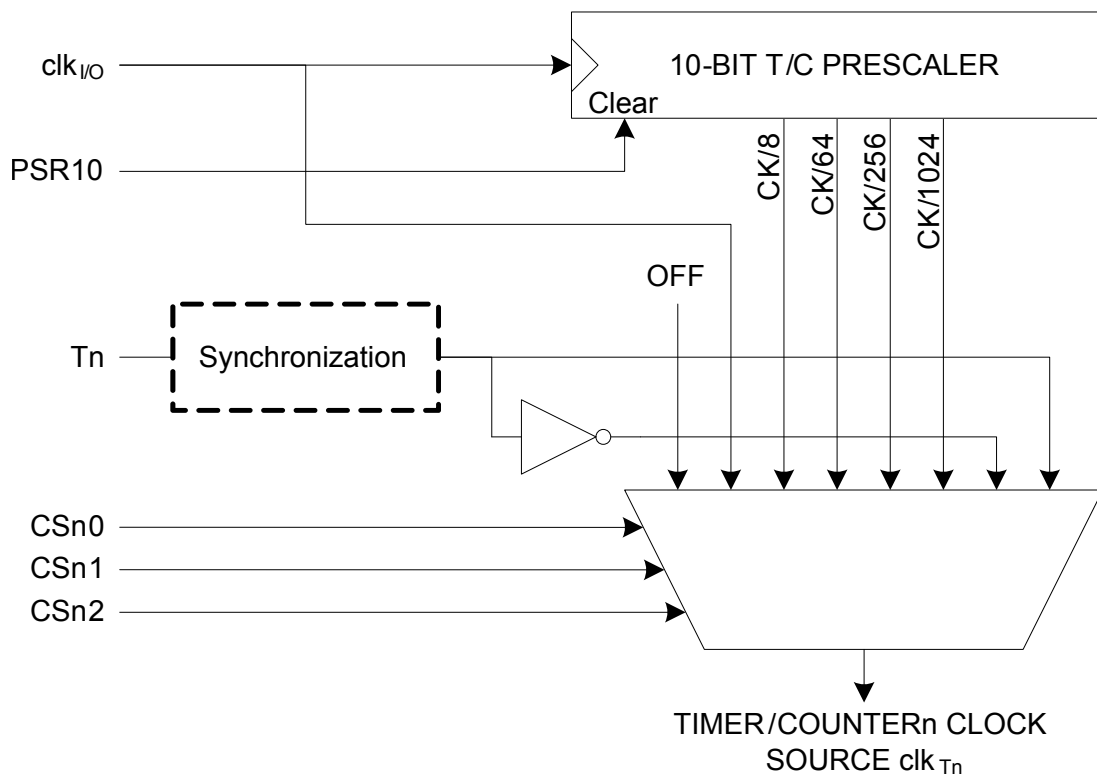 clkI/O
10-BIT T/C PRESCALER
Clear
PSR10
CK/8
CK/64
CK/256
CK/1024
OFF
Tn
Synchronization
CSn0
CSn1
CSn2
TIMER/COUNTERn CLOCK
SOURCE clkTn